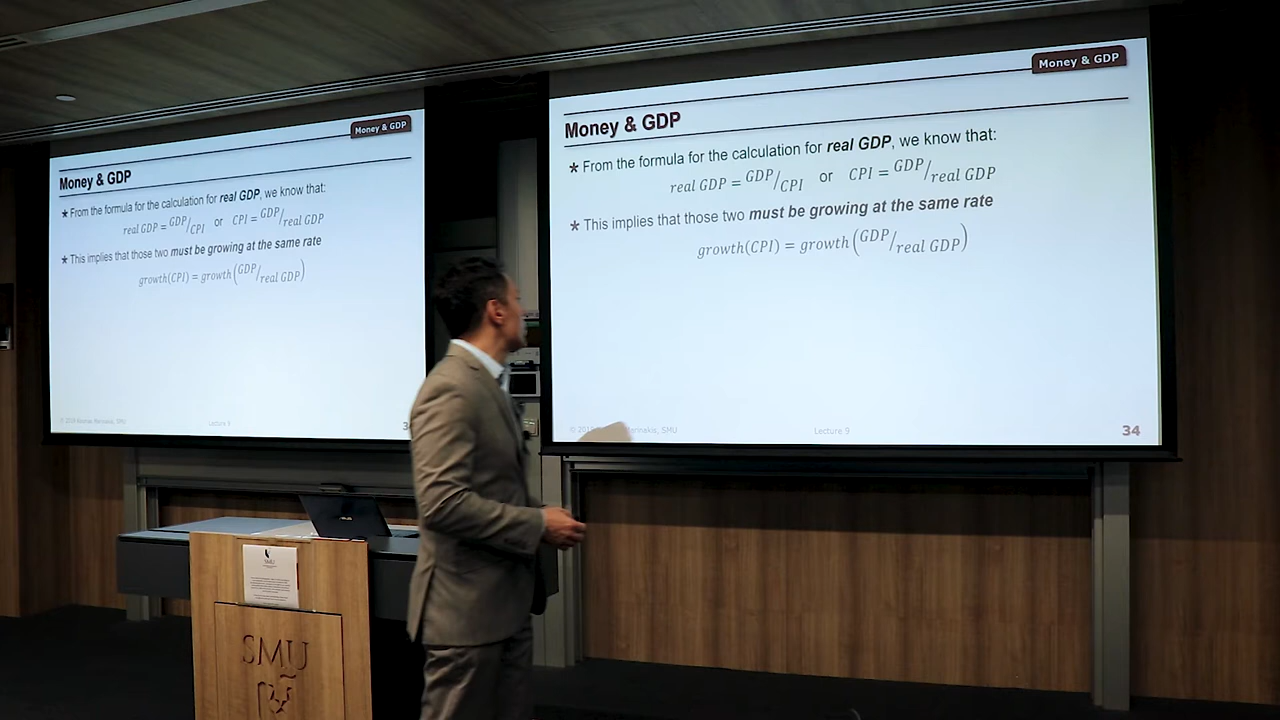 Money & GDP
Money & GDP
★ From the formula for the calculation for real GDP, we know that:
real GDP = GDP/CPI or CPI = GDP/real GDP
★ This implies that those two must be growing at the same rate
growth(CPI) = growth(GDP/real GDP)
Lecture 9
Money & GDP
Money & GDP
★ From the formula for the calculation for real GDP, we know that:
real GDP = GDP/CPI or CPI = GDP/real GDP
★ This implies that those two must be growing at the same rate
growth(CPI) = growth(GDP/real GDP)
SMU
Lecture 9
34
SMU
SMU